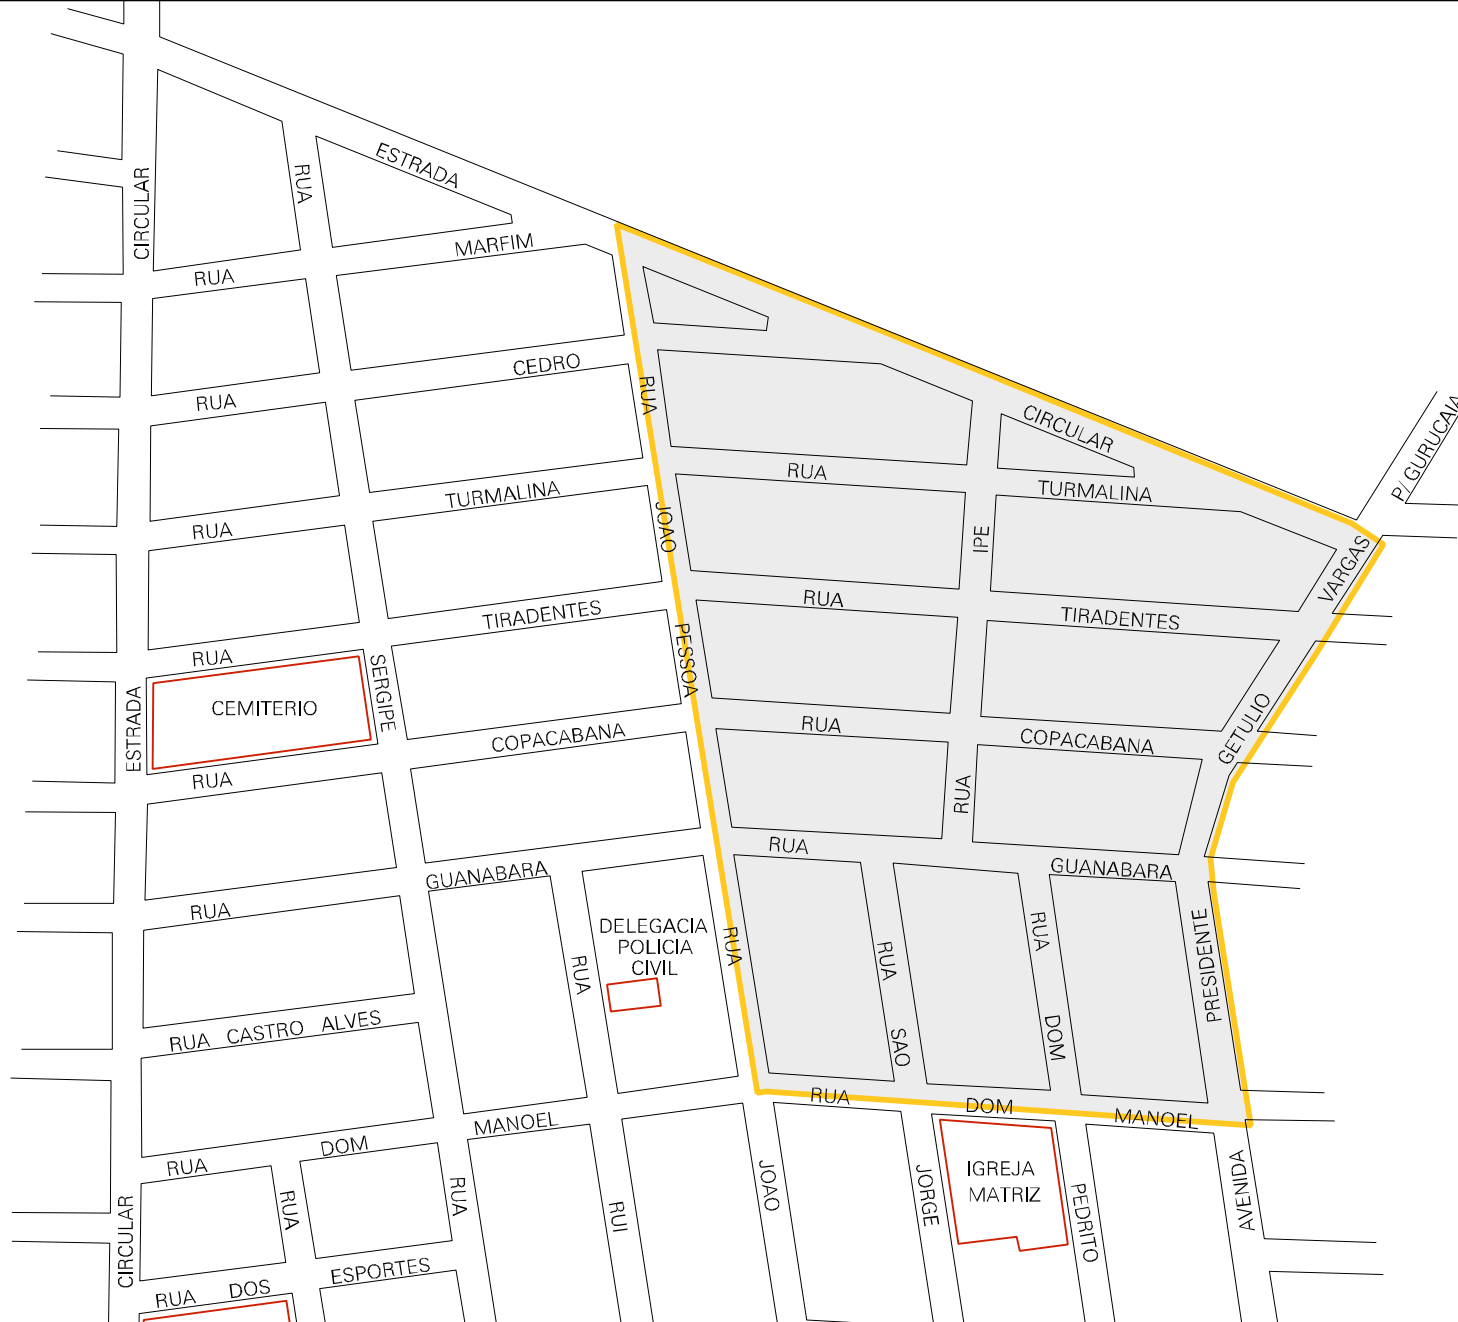 ESTRADA
CIRCULAR
RUA
RUA MARFIM
RUA CEDRO
RUA
CIRCULAR
P/ GURUCAIA
RUA TURMALINA
RUA TURMALINA
JOAO
IPE
VARGAS
RUA TIRADENTES
RUA TIRADENTES
PESSOA
SERGIPE
ESTRADA
CEMITERIO
GETULIO
RUA COPACABANA
RUA COPACABANA
RUA
RUA GUANABARA
RUA GUANABARA
DELEGACIA
POLICIA
CIVIL
RUA
RUA
RUA
RUA
PRESIDENTE
RUA CASTRO ALVES
SAO
DOM
RUA DOM MANOEL
RUA DOM MANOEL
IGREJA
MATRIZ
CIRCULAR
RUA
RUA
RUI
JOAO
JORGE
PEDRITO
AVENIDA
RUA DOS ESPORTES